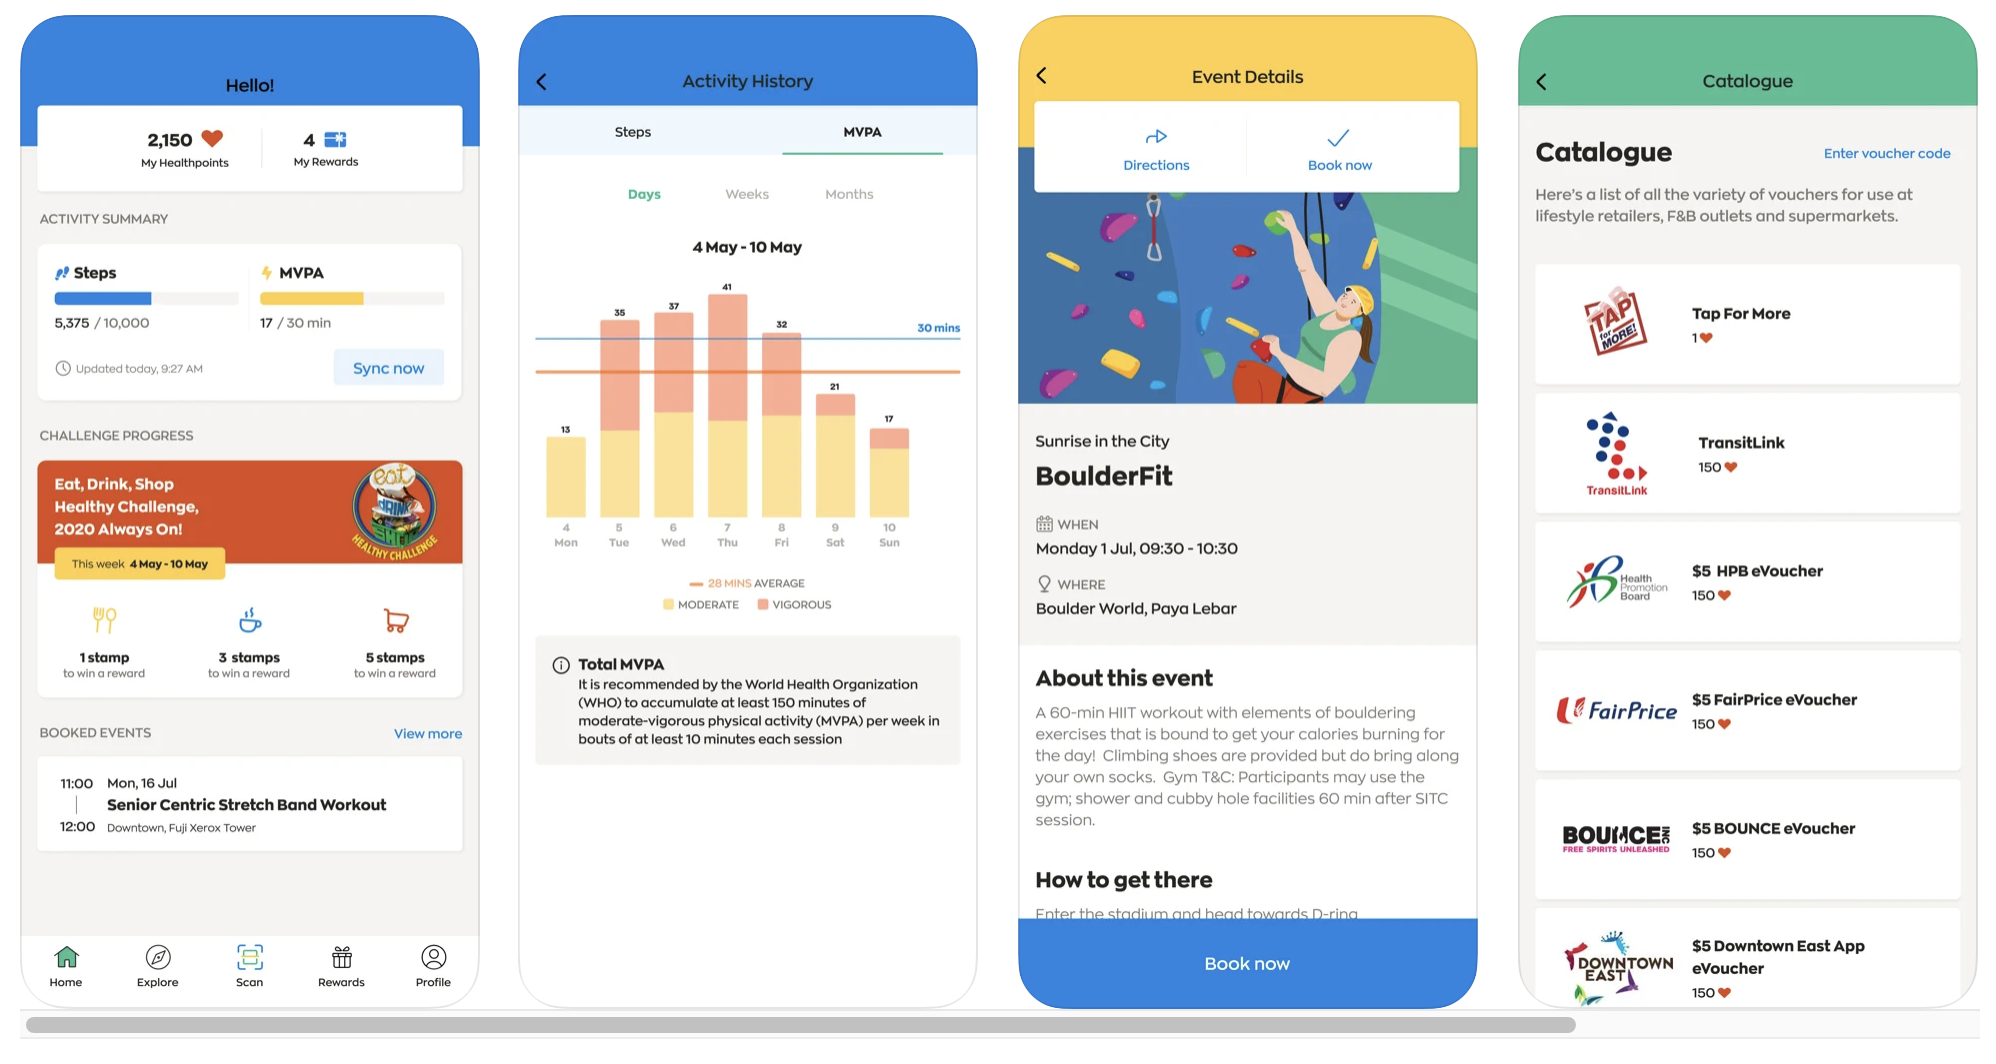 Hello!
2,150
My Healthpoints
4
My Rewards
ACTIVITY SUMMARY
Steps
5,375 / 10,000
MVPA
17 / 30 min
Updated today, 9:27 AM
Sync now
CHALLENGE PROGRESS
Eat, Drink, Shop
Healthy Challenge,
2020 Always On!
eat
DRINK
SHOP
HEALTHY CHALLENGE
This week 4 May - 10 May
1 stamp
to win a reward
3 stamps
to win a reward
5 stamps
to win a reward
BOOKED EVENTS
View more
11:00
12:00
Mon, 16 Jul
Senior Centric Stretch Band Workout
Downtown, Fuji Xerox Tower
Home
Explore
Scan
Rewards
Profile
Activity History
Steps
MVPA
Days
Weeks
Months
4 May - 10 May
13
35
37
41
32
21
17
30 mins
4
Mon
5
Tue
6
Wed
7
Thu
8
Fri
9
Sat
10
Sun
28 MINS AVERAGE
MODERATE
VIGOROUS
Total MVPA
It is recommended by the World Health Organization
(WHO) to accumulate at least 150 minutes of
moderate-vigorous physical activity (MVPA) per week in
bouts of at least 10 minutes each session
Event Details
Directions
Book now
Sunrise in the City
BoulderFit
WHEN
Monday 1 Jul, 09:30 - 10:30
WHERE
Boulder World, Paya Lebar
About this event
A 60-min HIIT workout with elements of bouldering
exercises that is bound to get your calories burning for
the day! Climbing shoes are provided but do bring along
your own socks. Gym T&C: Participants may use the
gym; shower and cubby hole facilities 60 min after SITC
session.
How to get there
Enter the stadium and head towards D-ring
Book now
Catalogue
Catalogue
Enter voucher code
Here's a list of all the variety of vouchers for use at
lifestyle retailers, F&B outlets and supermarkets.
TAP
for
MORE!
Tap For More
1
TransitLink
TransitLink
150
Health
Promotion
Board
$5 HPB eVoucher
150
FairPrice
$5 FairPrice eVoucher
150
BOUNCE INC
FREE SPIRITS UNLEASHED
$5 BOUNCE eVoucher
150
DOWNTOWN
EAST
$5 Downtown East App
eVoucher
150